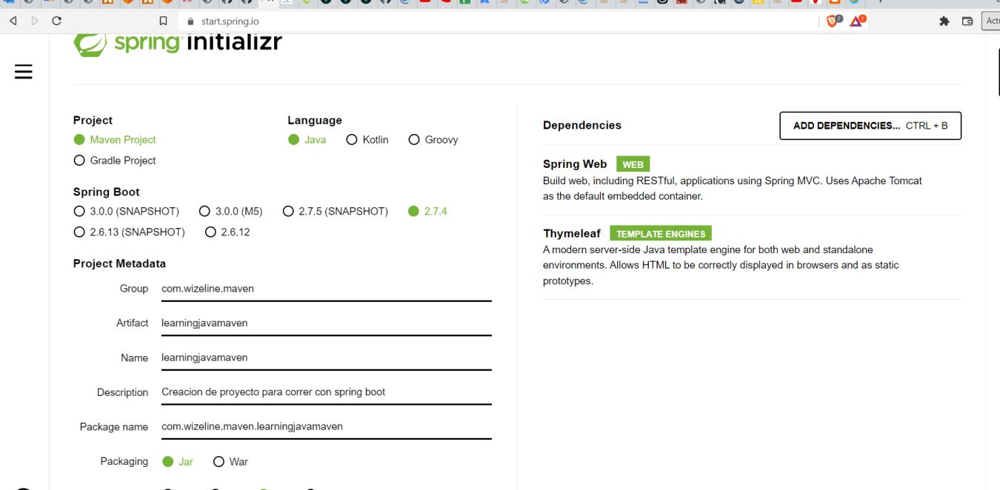 start.spring.io
2
1
Actu
spring initializr
Project
Maven Project
Gradle Project
Language
Java Kotlin Groovy
Spring Boot
3.0.0 (SNAPSHOT) 3.0.0 (M5) 2.7.5 (SNAPSHOT) 2.7.4
2.6.13 (SNAPSHOT) 2.6.12
Project Metadata
Group com.wizeline.maven
Artifact learningjavamaven
Name learningjavamaven
Description Creacion de proyecto para correr con spring boot
Package name com.wizeline.maven.learningjavamaven
Packaging Jar War
Dependencies
ADD DEPENDENCIES... CTRL + B
Spring Web WEB
Build web, including RESTful, applications using Spring MVC. Uses Apache Tomcat
as the default embedded container.
Thymeleaf TEMPLATE ENGINES
A modern server-side Java template engine for both web and standalone
environments. Allows HTML to be correctly displayed in browsers and as static
prototypes.